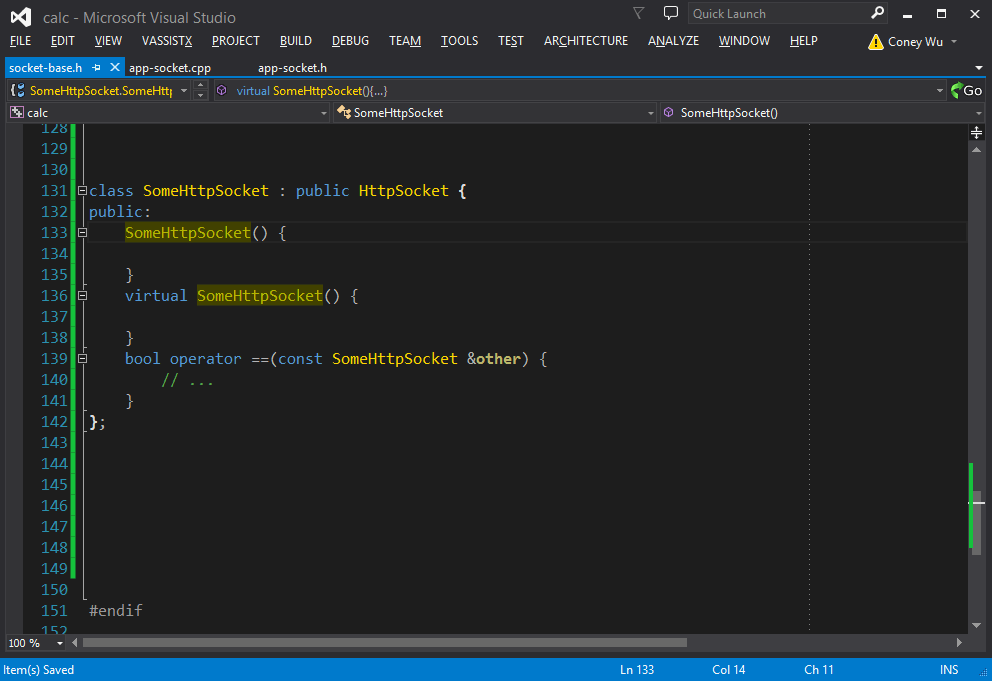 calc - Microsoft Visual Studio
Quick Launch
FILE EDIT VIEW VASSISTX PROJECT BUILD DEBUG TEAM TOOLS TEST ARCHITECTURE ANALYZE WINDOW HELP Coney Wu
socket-base.h app-socket.cpp app-socket.h
SomeHttpSocket.SomeHttp virtual SomeHttpSocket(){...} Go
calc SomeHttpSocket SomeHttpSocket()
128
129
130
131 class SomeHttpSocket : public HttpSocket {
132 public:
133 SomeHttpSocket() {
134
135 }
136 virtual SomeHttpSocket() {
137
138 }
139 bool operator ==(const SomeHttpSocket &other) {
140 // ...
141 }
142 };
143
144
145
146
147
148
149
150
151 #endif
152
100 %
Item(s) Saved Ln 133 Col 14 Ch 11 INS